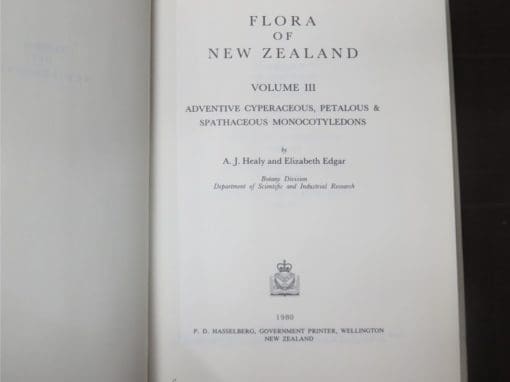 FLORA
OF
NEW ZEALAND
VOLUME III
ADVENTIVE CYPERACEOUS, PETALOUS &
SPATHACEOUS MONOCOTYLEDONS
by
A. J. Healy and Elizabeth Edgar
Botany Division
Department of Scientific and Industrial Research
1980
P. D. HASSELBERG, GOVERNMENT PRINTER, WELLINGTON
NEW ZEALAND